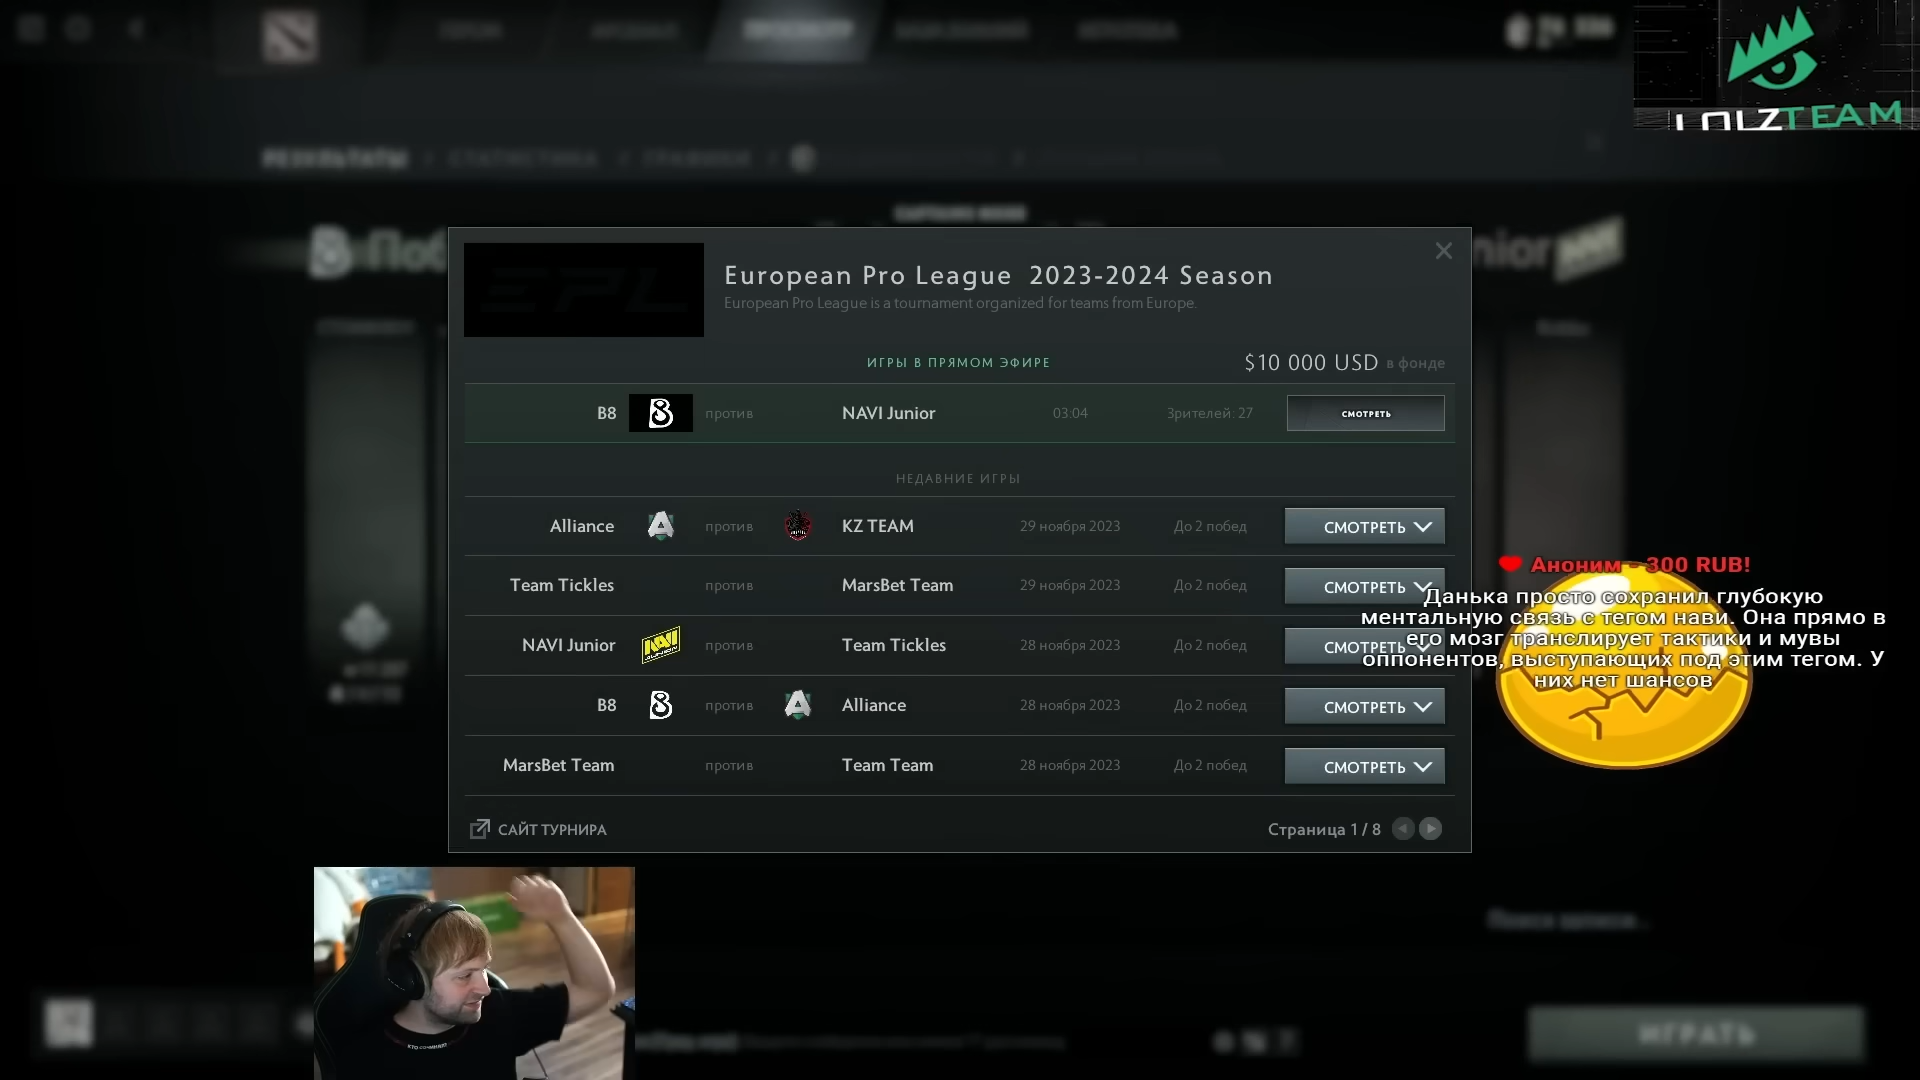 ПРОСМОТР
LOLZTEAM
РЕЗУЛЬТАТЫ
СТАТИСТИКА
ГРАФИКИ
European Pro League 2023-2024 Season
European Pro League is a tournament organized for teams from Europe.
ИГРЫ В ПРЯМОМ ЭФИРЕ
$10 000 USD в фонде
B8 против NAVI Junior 03:04 Зрителей: 27 СМОТРЕТЬ
НЕДАВНИЕ ИГРЫ
Alliance против KZ TEAM 29 ноября 2023 До 2 побед СМОТРЕТЬ
Team Tickles против MarsBet Team 29 ноября 2023 До 2 побед СМОТРЕТЬ
NAVI Junior против Team Tickles 28 ноября 2023 До 2 побед СМОТРЕТЬ
B8 против Alliance 28 ноября 2023 До 2 побед СМОТРЕТЬ
MarsBet Team против Team Team 28 ноября 2023 До 2 побед СМОТРЕТЬ
САЙТ ТУРНИРА
Страница 1 / 8
Аноним - 300 RUB!
Данька просто сохранил глубокую
ментальную связь с тегом нави. Она прямо в
его мозг транслирует тактики и мувы
оппонентов, выступающих под этим тегом. У
них нет шансов
ИГРАТЬ